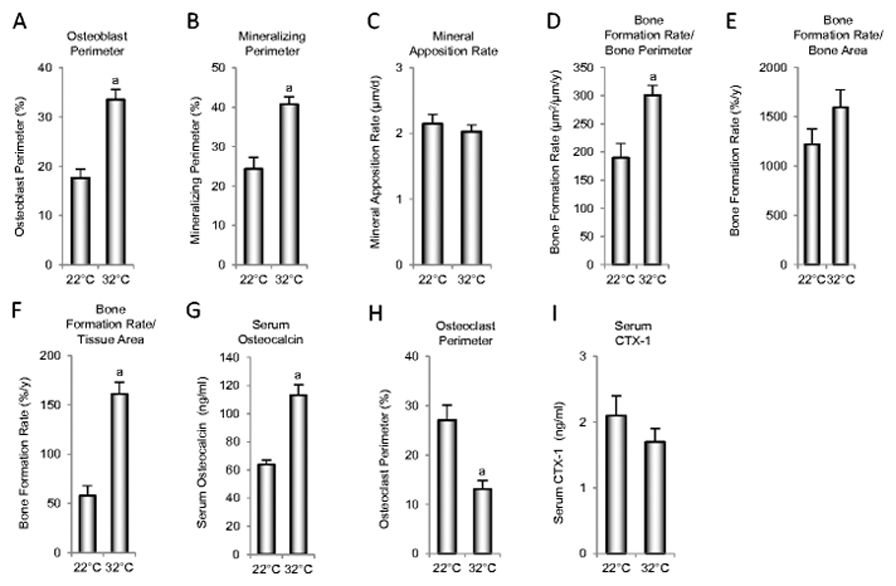 A
Osteoblast
Perimeter
Osteoblast Perimeter (%)
40
30
20
10
0
a
22°C 32°C
B
Mineralizing
Perimeter
Mineralizing Perimeter (%)
50
40
30
20
10
0
a
22°C 32°C
C
Mineral
Apposition Rate
Mineral Apposition Rate (µm/d)
3
2
1
0
22°C 32°C
D
Bone
Formation Rate/
Bone Perimeter
Bone Formation Rate (µm²/µm/y)
350
300
250
200
150
100
50
0
a
22°C 32°C
E
Bone
Formation Rate/
Bone Area
Bone Formation Rate (%/y)
2000
1500
1000
500
0
22°C 32°C
F
Bone
Formation Rate/
Tissue Area
Bone Formation Rate (%/y)
200
150
100
50
0
a
22°C 32°C
G
Serum
Osteocalcin
Serum Osteocalcin (ng/ml)
140
120
100
80
60
40
20
0
a
22°C 32°C
H
Osteoclast
Perimeter
Osteoclast Perimeter (%)
40
30
20
10
0
a
22°C 32°C
I
Serum
CTX-1
Serum CTX-1 (ng/ml)
3
2
1
0
22°C 32°C